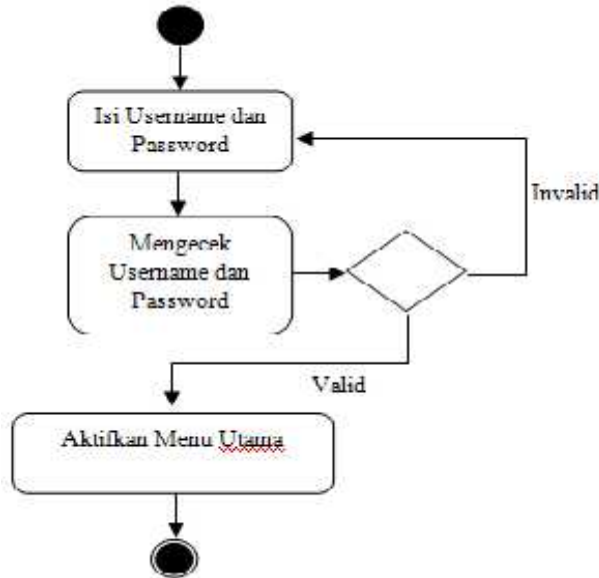 Isi Username dan
Password
Mengecek
Username dan
Password
Invalid
Valid
Aktifkan Menu Utama